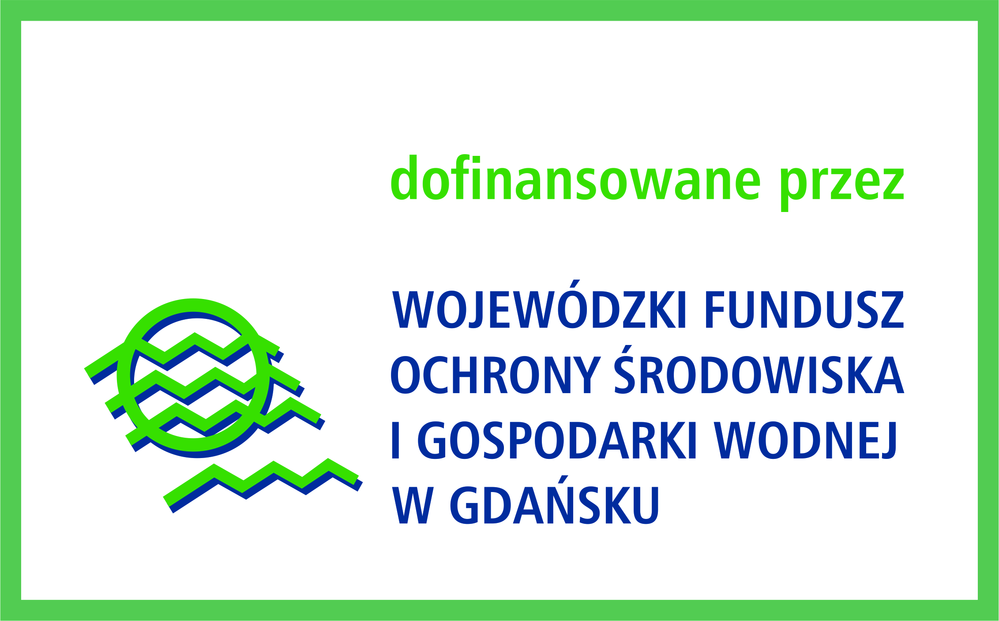 dofinansowane przez
WOJEWÓDZKI FUNDUSZ
OCHRONY ŚRODOWISKA
I GOSPODARKI WODNEJ
W GDAŃSKU